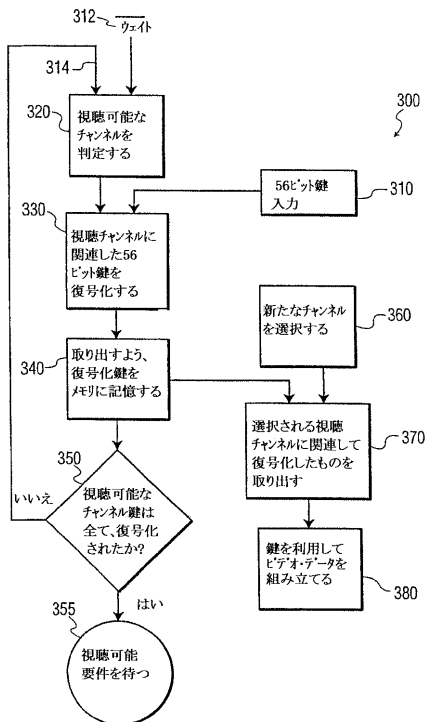 312
ウェイト
314
320
視聴可能な
チャンネルを
判定する
300
56ビット鍵
入力
310
330
視聴チャンネルに
関連した56
ビット鍵を
復号化する
新たなチャンネル
を選択する
360
340
取り出すよう、
復号化鍵を
メモリに記憶する
選択される視聴
チャンネルに関連して
復号化したものを
取り出す
370
350
視聴可能な
チャンネル鍵は
全て、復号化
されたか?
いいえ
はい
鍵を利用して
ビデオ・データを
組み立てる
380
355
視聴可能
要件を待つ